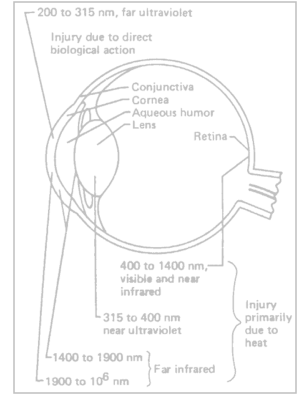 200 to 315 nm, far ultraviolet
Injury due to direct
biological action
Conjunctiva
Cornea
Aqueous humor
Lens
Retina
400 to 1400 nm,
visible and near
infrared
315 to 400 nm
near ultraviolet
Injury
primarily
due to
heat
1400 to 1900 nm
Far infrared
1900 to 10⁶ nm